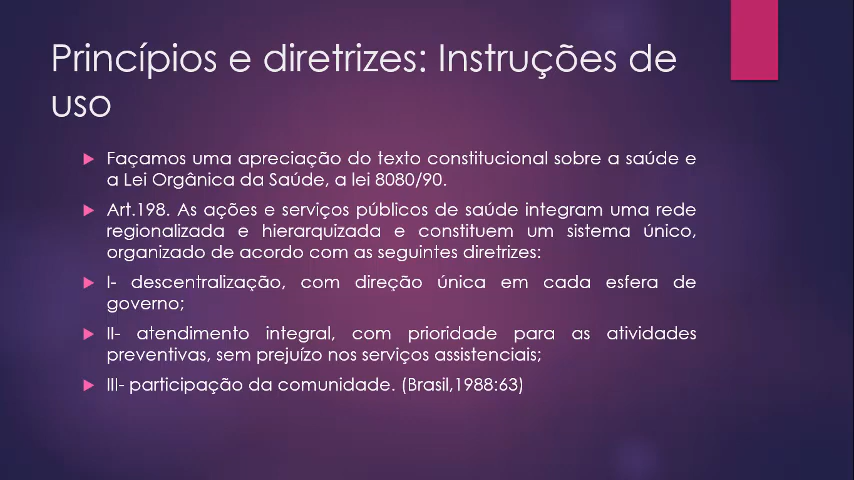 Princípios e diretrizes: Instruções de
uso
Façamos uma apreciação do texto constitucional sobre a saúde e
a Lei Orgânica da Saúde, a lei 8080/90.
Art.198. As ações e serviços públicos de saúde integram uma rede
regionalizada e hierarquizada e constituem um sistema único,
organizado de acordo com as seguintes diretrizes:
I- descentralização, com direção única em cada esfera de
governo;
II- atendimento integral, com prioridade para as atividades
preventivas, sem prejuízo nos serviços assistenciais;
III- participação da comunidade. (Brasil,1988:63)